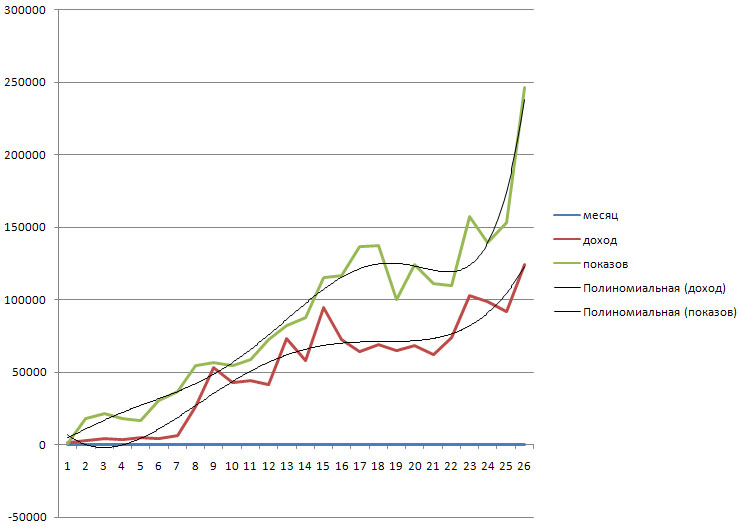 300000
250000
200000
150000
100000
50000
0
-50000
1 2 3 4 5 6 7 8 9 10 11 12 13 14 15 16 17 18 19 20 21 22 23 24 25 26
месяц
доход
показов
Полиномиальная (доход)
Полиномиальная (показов)